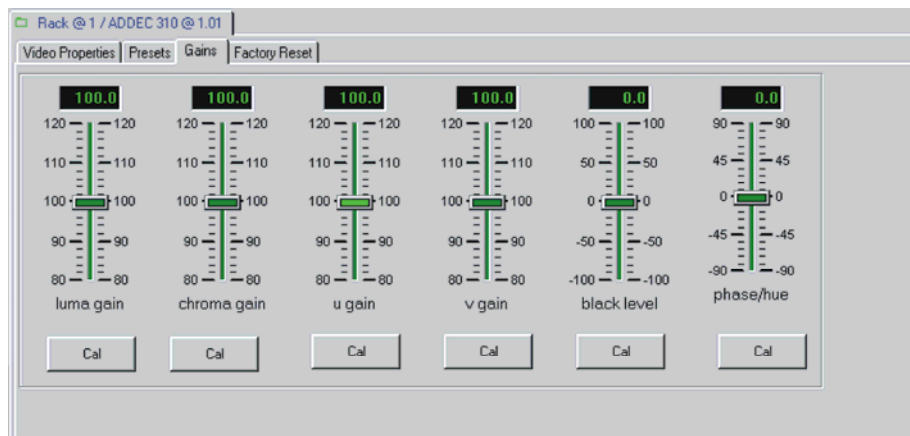 Rack @ 1 / ADDEC 310 @ 1.01
Video Properties Presets Gains Factory Reset
100.0 100.0 100.0 100.0 0.0 0.0
120 120 120 120 120 120 120 120 100 100 90 90
110 110 110 110 110 110 110 110 50 50 45 45
100 100 100 100 100 100 100 100 0 0 0 0
90 90 90 90 90 90 90 90 -50 -50 -45 -45
80 80 80 80 80 80 80 80 -100 -100 -90 -90
luma gain chroma gain u gain v gain black level phase/hue
Cal Cal Cal Cal Cal Cal